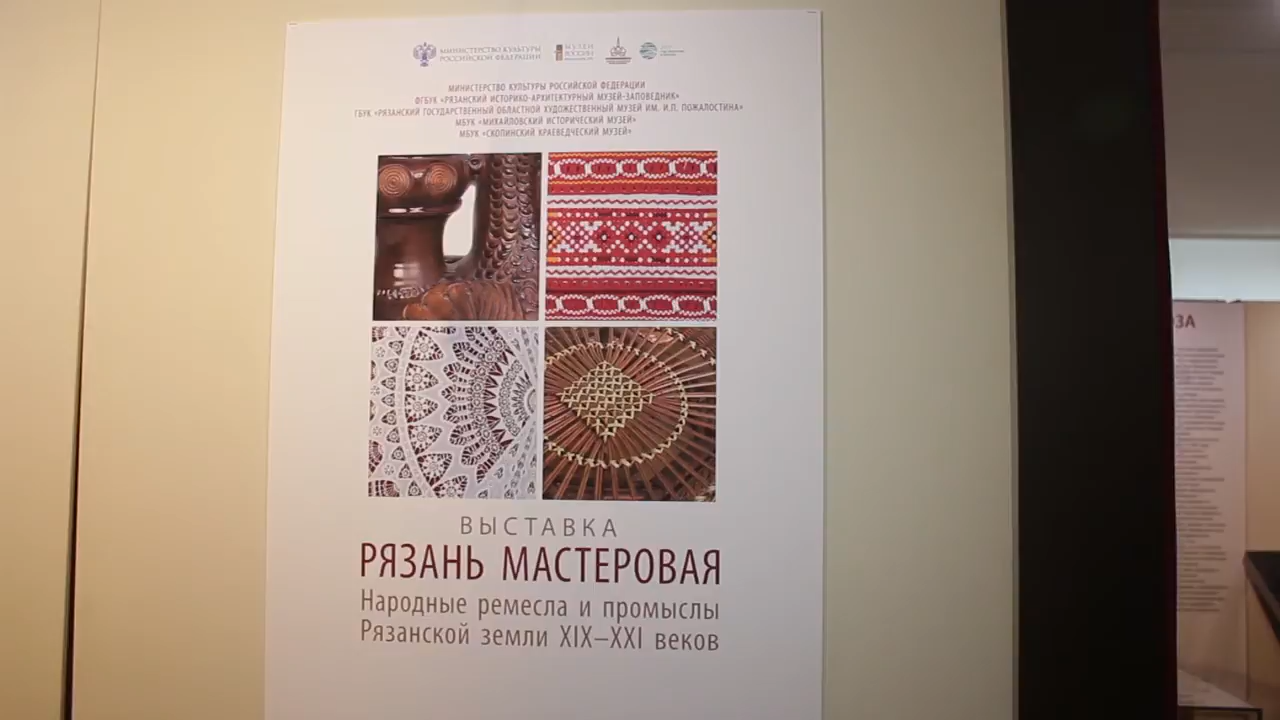 МИНИСТЕРСТВО КУЛЬТУРЫ
РОССИЙСКОЙ ФЕДЕРАЦИИ
МУЗЕИ
РОССИИ
МИНИСТЕРСТВО КУЛЬТУРЫ РОССИЙСКОЙ ФЕДЕРАЦИИ
ФГБУК «РЯЗАНСКИЙ ИСТОРИКО-АРХИТЕКТУРНЫЙ МУЗЕЙ-ЗАПОВЕДНИК»
ГБУК «РЯЗАНСКИЙ ГОСУДАРСТВЕННЫЙ ОБЛАСТНОЙ ХУДОЖЕСТВЕННЫЙ МУЗЕЙ ИМ. И.П. ПОЖАЛОСТИНА»
МБУК «МИХАЙЛОВСКИЙ ИСТОРИЧЕСКИЙ МУЗЕЙ»
МБУК «СКОПИНСКИЙ КРАЕВЕДЧЕСКИЙ МУЗЕЙ»
ВЫСТАВКА
РЯЗАНЬ МАСТЕРОВАЯ
Народные ремесла и промыслы
Рязанской земли XIX–XXI веков